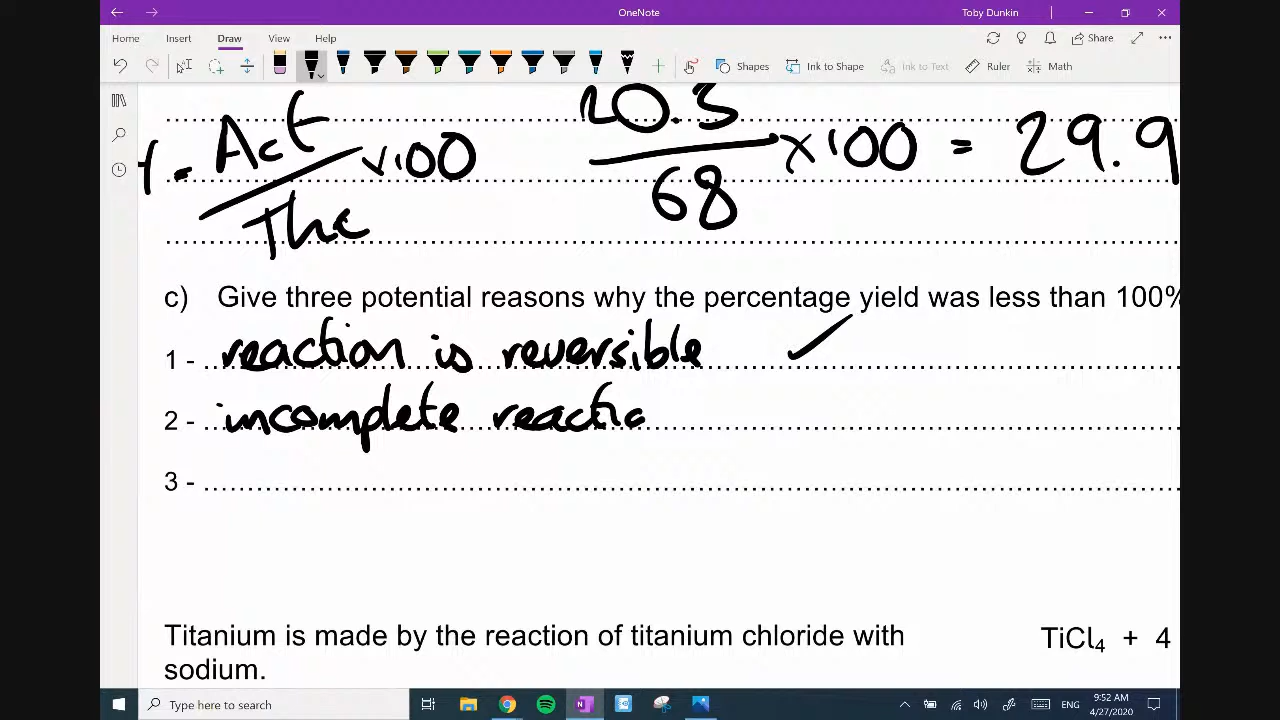 OneNote
Toby Dunkin
Home Insert Draw View Help
Share
Shapes Ink to Shape Ink to Text Ruler Math
Y = Act/The x100 20.3/68 x100 = 29.9
c) Give three potential reasons why the percentage yield was less than 100%
1 - reaction is reversible ✓
2 - incomplete reactio
3 -
Titanium is made by the reaction of titanium chloride with
sodium.
TiCl₄ + 4
Type here to search
ENG
9:52 AM
4/27/2020